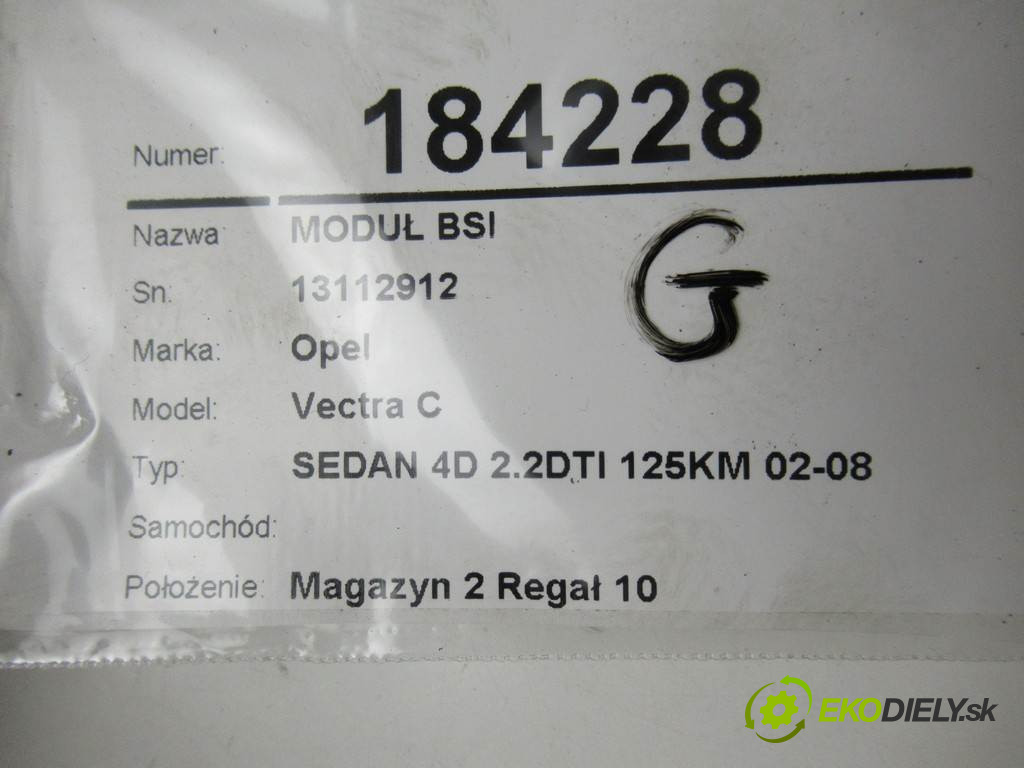 Numer: 184228
Nazwa: MODUŁ BSI
G
Sn: 13112912
Marka: Opel
Model: Vectra C
Typ: SEDAN 4D 2.2DTI 125KM 02-08
Samochód:
Położenie: Magazyn 2 Regał 10
EKODIELY.sk